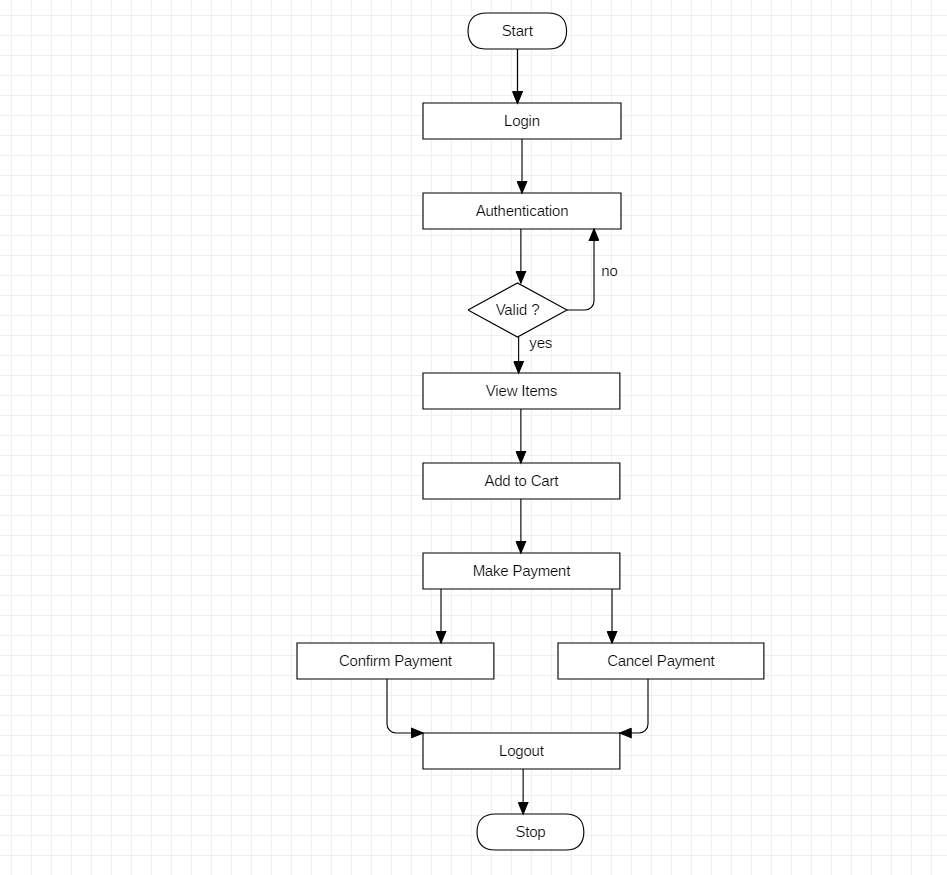 Start
Login
Authentication
no
Valid ?
yes
View Items
Add to Cart
Make Payment
Confirm Payment
Cancel Payment
Logout
Stop